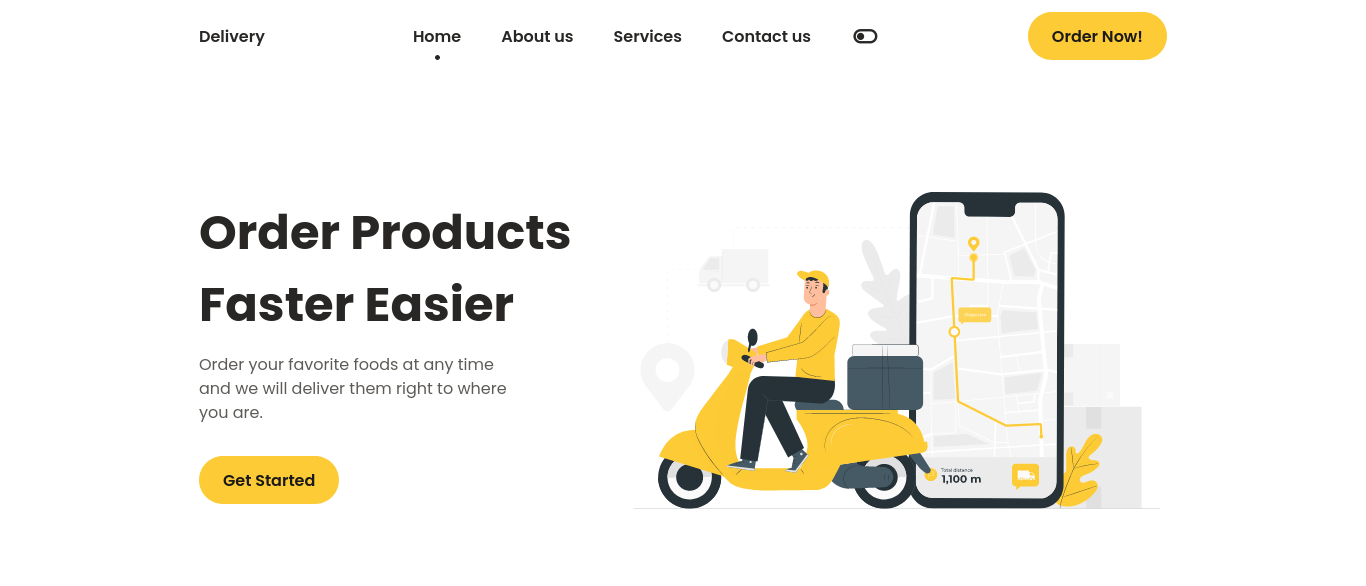 Delivery
Home
About us
Services
Contact us
Order Now!
Order Products
Faster Easier
Order your favorite foods at any time
and we will deliver them right to where
you are.
Get Started
Total distance
1,100 m